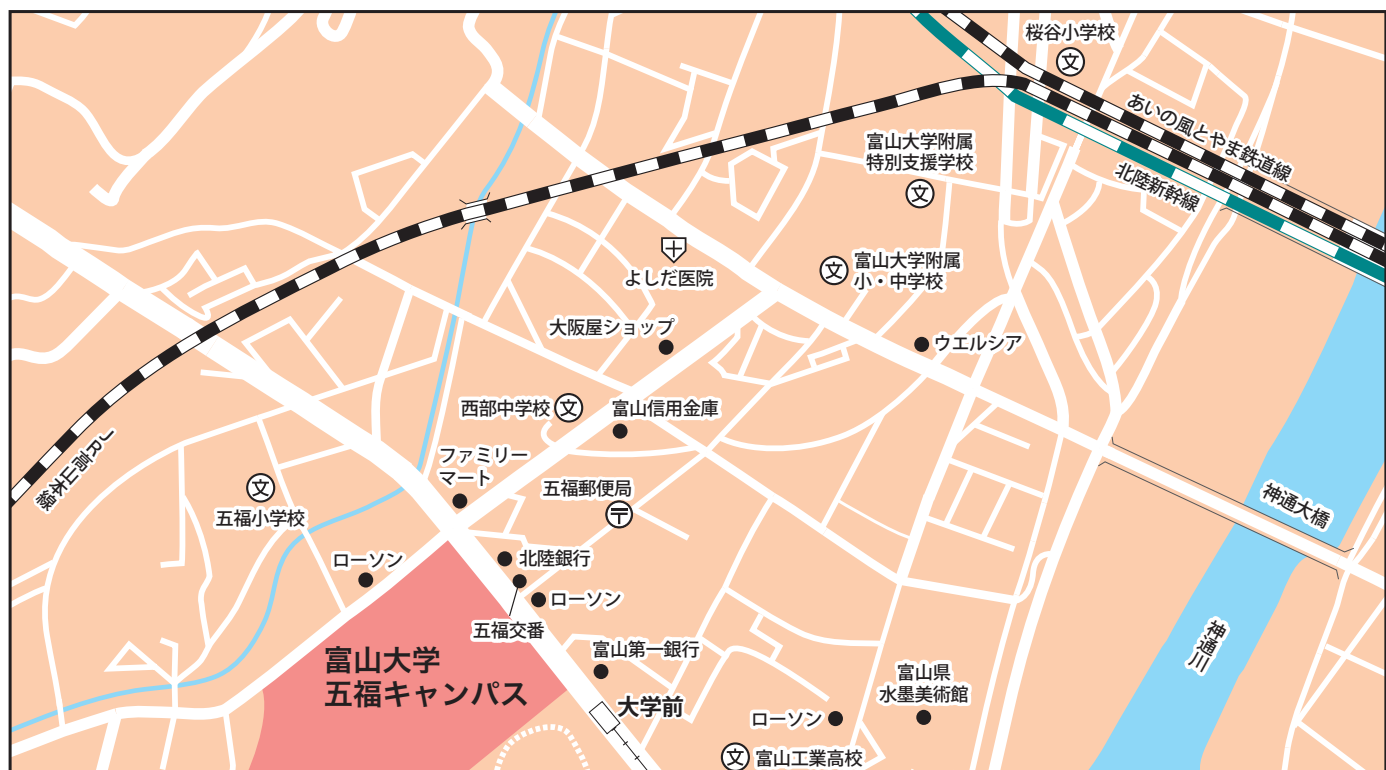 桜谷小学校
文
あいの風とやま鉄道線
北陸新幹線
富山大学附属
特別支援学校
文
よしだ医院
文
富山大学附属
小・中学校
大阪屋ショップ
ウエルシア
西部中学校
文
富山信用金庫
JR高山本線
ファミリー
マート
文
五福小学校
五福郵便局
〒
神通大橋
ローソン
北陸銀行
ローソン
五福交番
神通川
富山大学
五福キャンパス
富山第一銀行
大学前
富山県
水墨美術館
ローソン
文
富山工業高校